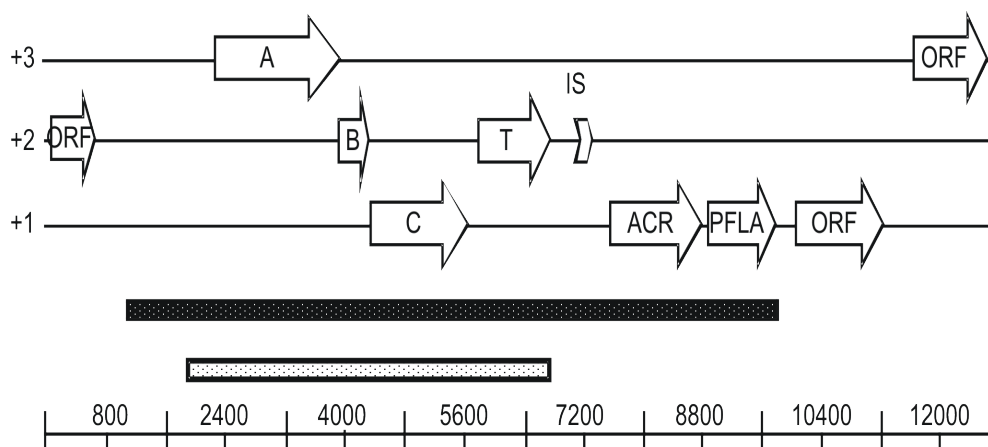 +3 A ORF
IS
+2 ORF B T
+1 C ACR PFLA ORF
800 2400 4000 5600 7200 8800 10400 12000